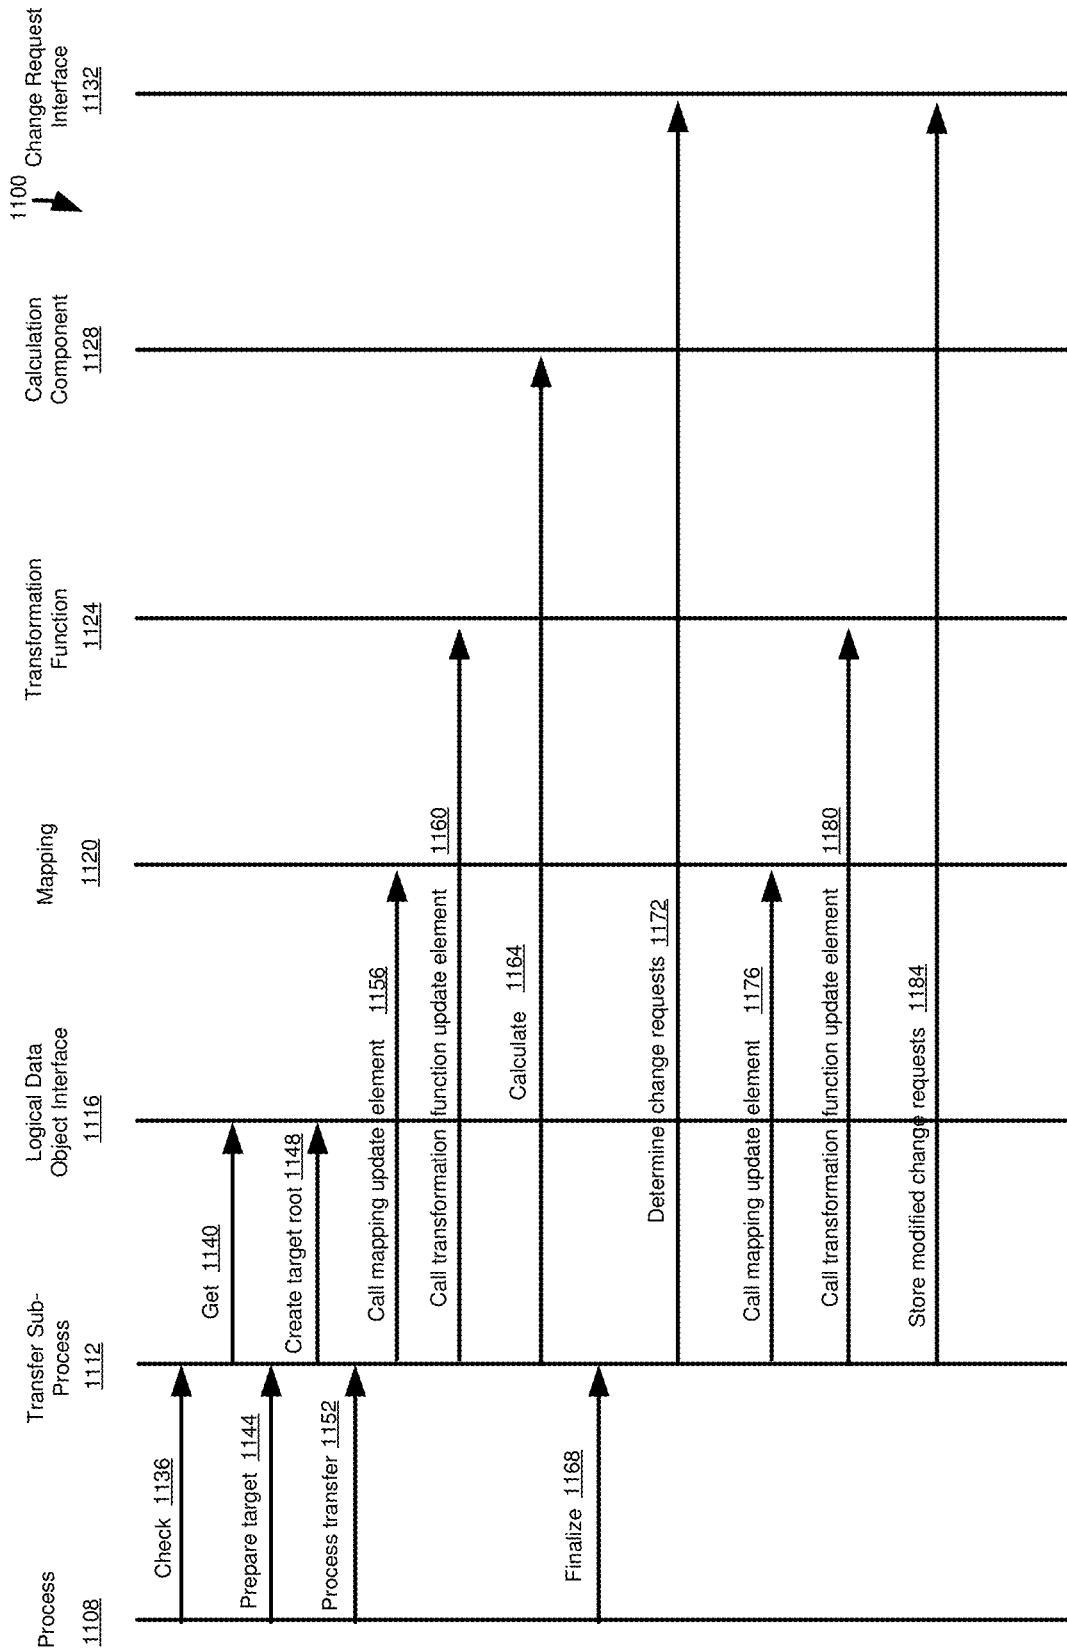 1100
Process
1108
Transfer Sub-
Process
1112
Logical Data
Object Interface
1116
Mapping
1120
Transformation
Function
1124
Calculation
Component
1128
Change Request
Interface
1132
Check 1136
Get 1140
Prepare target 1144
Create target root 1148
Process transfer 1152
Call mapping update element 1156
Call transformation function update element 1160
Calculate 1164
Finalize 1168
Determine change requests 1172
Call mapping update element 1176
Call transformation function update element 1180
Store modified change requests 1184